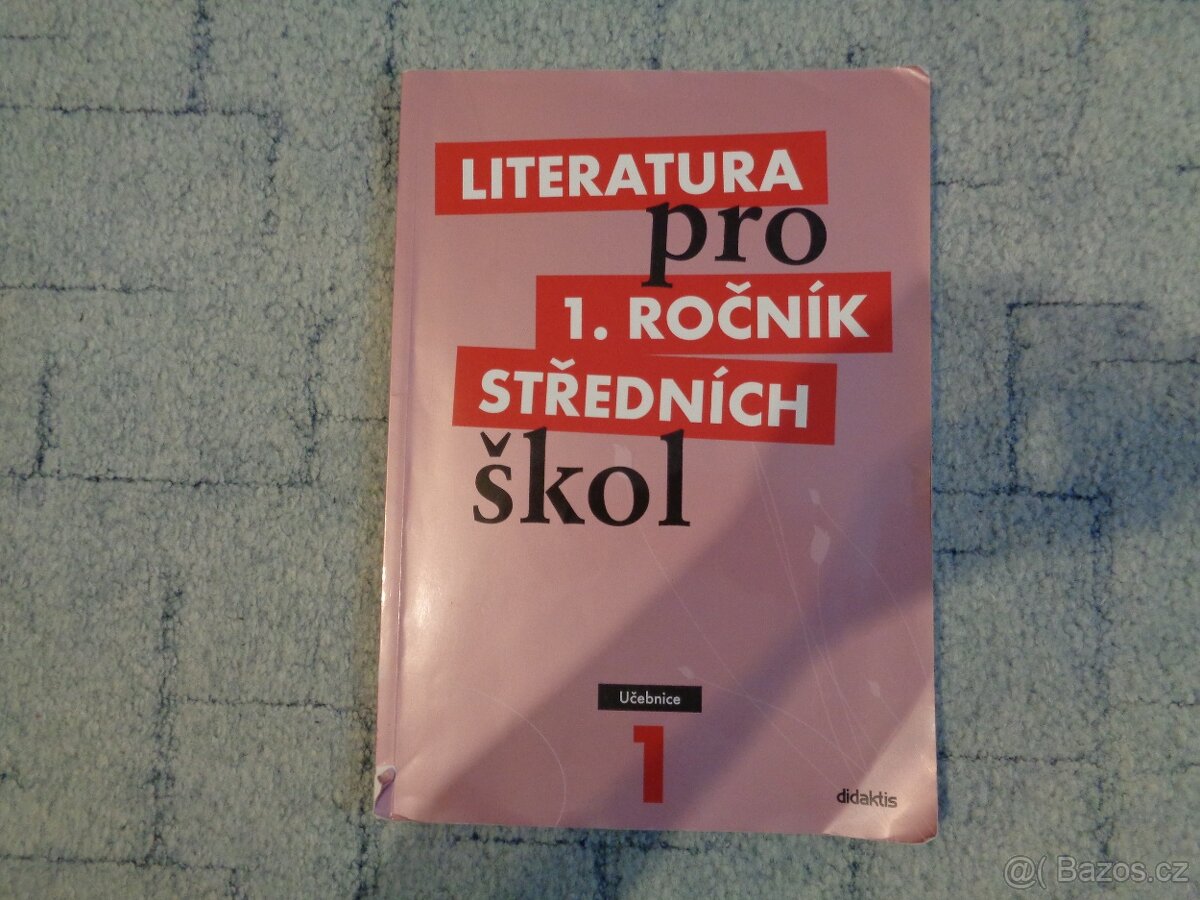 LITERATURA
pro
1. ROČNÍK
STŘEDNÍCH
škol
Učebnice
1
didaktis
@( Bazos.cz